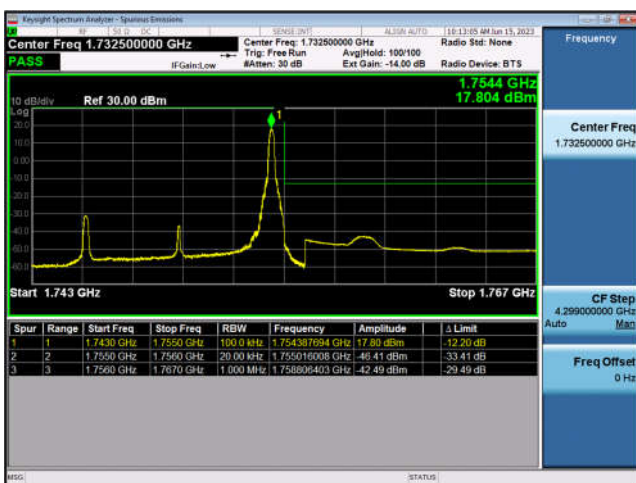 Keysight Spectrum Analyzer - Spurious Emissions
RF 50 Ω DC SENSE:INT ALIGN AUTO 10:13:05 AM Jun 15, 2023
Center Freq 1.732500000 GHz Center Freq: 1.732500000 GHz Radio Std: None
Trig: Free Run Avg|Hold: 100/100
PASS IFGain:Low #Atten: 30 dB Ext Gain: -14.00 dB Radio Device: BTS
1.7544 GHz
10 dB/div Ref 30.00 dBm 17.804 dBm
Log
1
20.0
10.0
0.00
-10.0
-20.0
-30.0
-40.0
-50.0
-60.0
Start 1.743 GHz Stop 1.767 GHz
Spur Range Start Freq Stop Freq RBW Frequency Amplitude Δ Limit
1 1 1.7430 GHz 1.7550 GHz 100.0 kHz 1.754387694 GHz 17.80 dBm -12.20 dB
2 2 1.7550 GHz 1.7560 GHz 20.00 kHz 1.755016008 GHz -46.41 dBm -33.41 dB
3 3 1.7560 GHz 1.7670 GHz 1.000 MHz 1.758806403 GHz -42.49 dBm -29.49 dB
MSG STATUS
Frequency
Center Freq
1.732500000 GHz
CF Step
4.299000000 GHz
Auto Man
Freq Offset
0 Hz